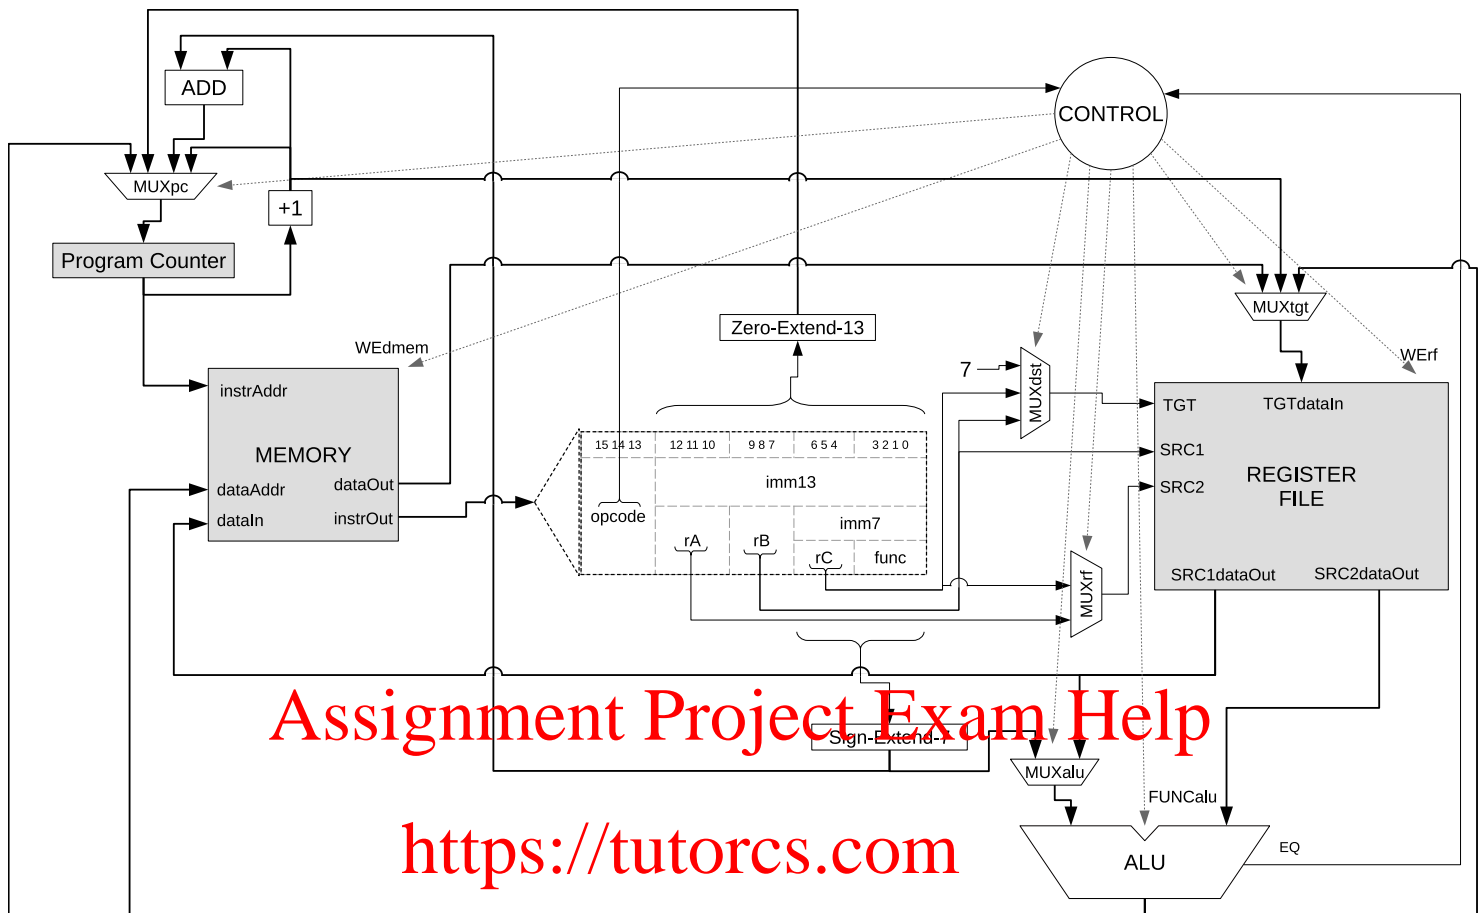 ADD
CONTROL
MUXpc
+1
Program Counter
MUXtgt
Zero-Extend-13
WEdmem
WErf
7
MUXdst
instrAddr
TGT
TGTdataIn
15 14 13
12 11 10
9 8 7
6 5 4
3 2 1 0
MEMORY
SRC1
REGISTER
FILE
imm13
dataAddr
dataOut
SRC2
dataIn
instrOut
opcode
imm7
rA
rB
rC
func
MUXrf
SRC1dataOut
SRC2dataOut
Assignment Project Exam Help
Sign-Extend-7
MUXalu
FUNCalu
https://tutorcs.com
EQ
ALU